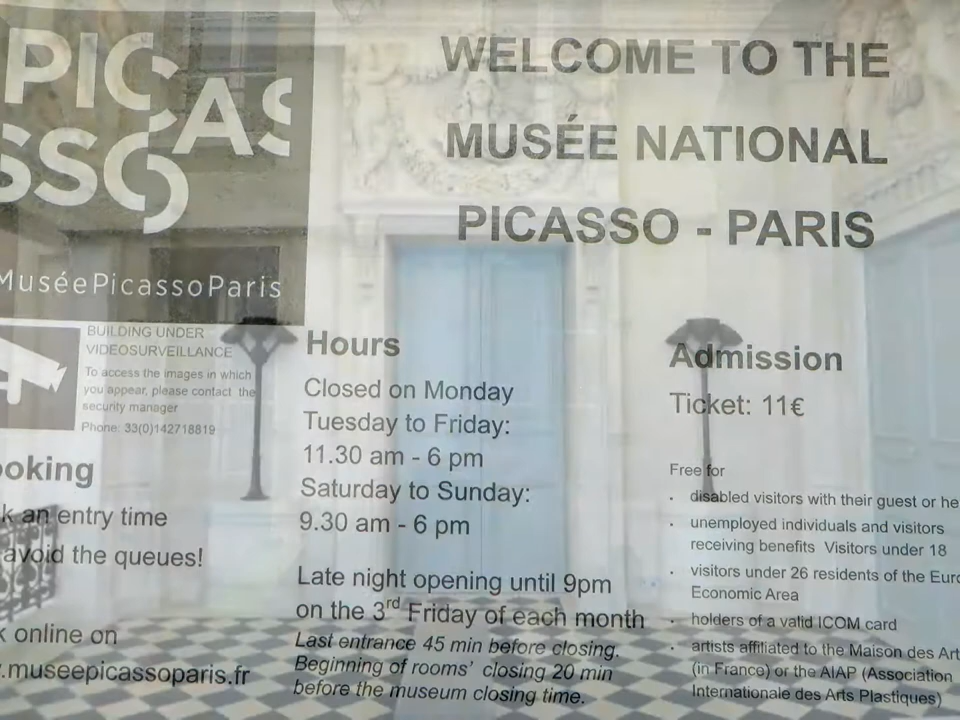 PICAS
SSO
MuséePicassoParis
BUILDING UNDER
VIDEOSURVEILLANCE
To access the images in which
you appear, please contact the
security manager
Phone: 33(0)142718819
ooking
k an entry time
avoid the queues!
k online on
.museepicassoparis.fr
WELCOME TO THE
MUSÉE NATIONAL
PICASSO - PARIS
Hours
Closed on Monday
Tuesday to Friday:
11.30 am - 6 pm
Saturday to Sunday:
9.30 am - 6 pm
Late night opening until 9pm
on the 3rd Friday of each month
Last entrance 45 min before closing.
Beginning of rooms' closing 20 min
before the museum closing time.
Admission
Ticket: 11€
Free for
· disabled visitors with their guest or he
· unemployed individuals and visitors
receiving benefits Visitors under 18
· visitors under 26 residents of the Euro
Economic Area
· holders of a valid ICOM card
· artists affiliated to the Maison des Art
(in France) or the AIAP (Association
Internationale des Arts Plastiques)